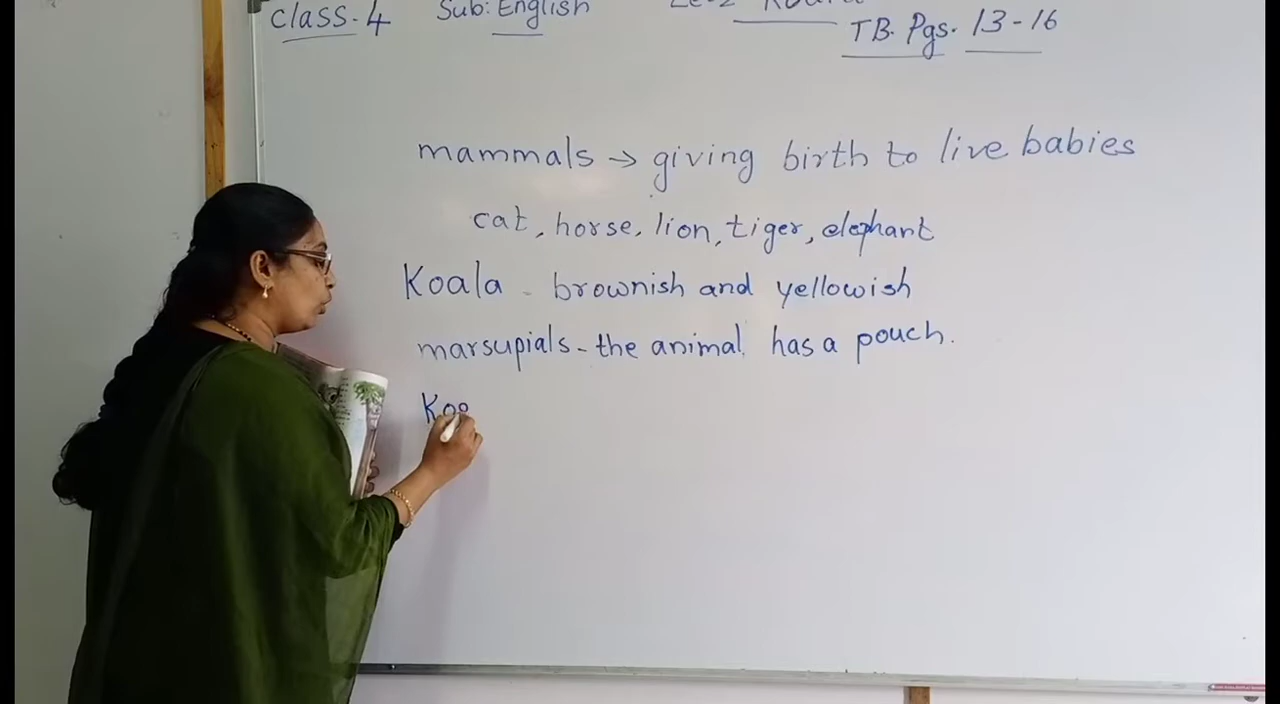 Class-4 Sub: English
TB. Pgs. 13-16
mammals → giving birth to live babies
cat, horse, lion, tiger, elephant
Koala - brownish and yellowish
marsupials - the animal has a pouch.
Koa